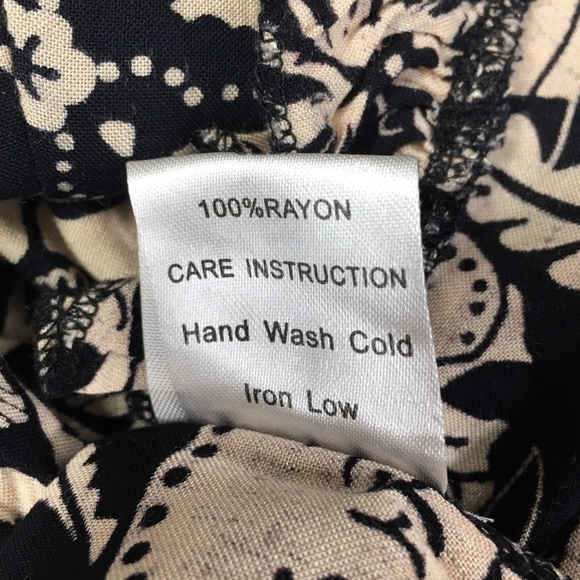 100%RAYON
CARE INSTRUCTION
Hand Wash Cold
Iron Low